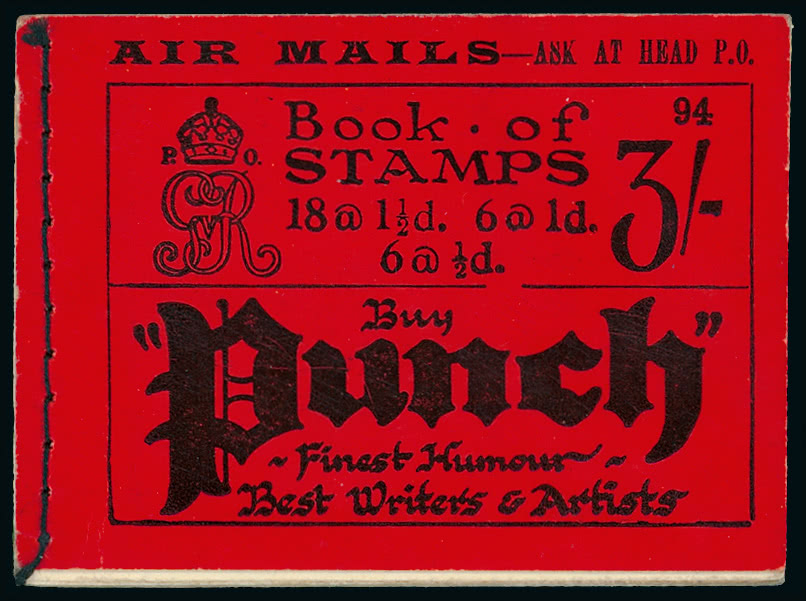 AIR MAILS—ASK AT HEAD P.O.
94
Book · of
STAMPS
3/-
P. O.
GVR
18 @ 1½d. 6 @ 1d.
6 @ ½d.
Buy
"Punch"
~ Finest Humour ~
Best Writers & Artists